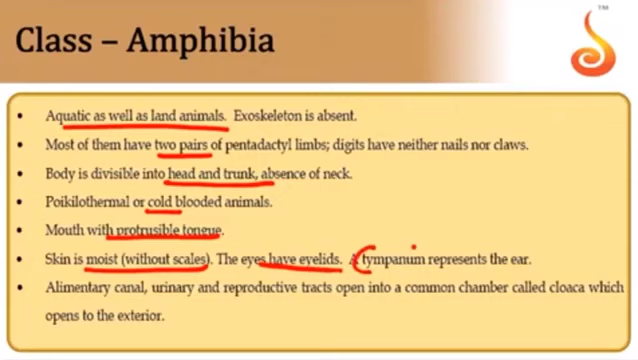 Class – Amphibia
TM
• Aquatic as well as land animals. Exoskeleton is absent.
• Most of them have two pairs of pentadactyl limbs; digits have neither nails nor claws.
• Body is divisible into head and trunk, absence of neck.
• Poikilothermal or cold blooded animals.
• Mouth with protrusible tongue.
• Skin is moist (without scales). The eyes have eyelids. A tympanum represents the ear.
• Alimentary canal, urinary and reproductive tracts open into a common chamber called cloaca which
opens to the exterior.